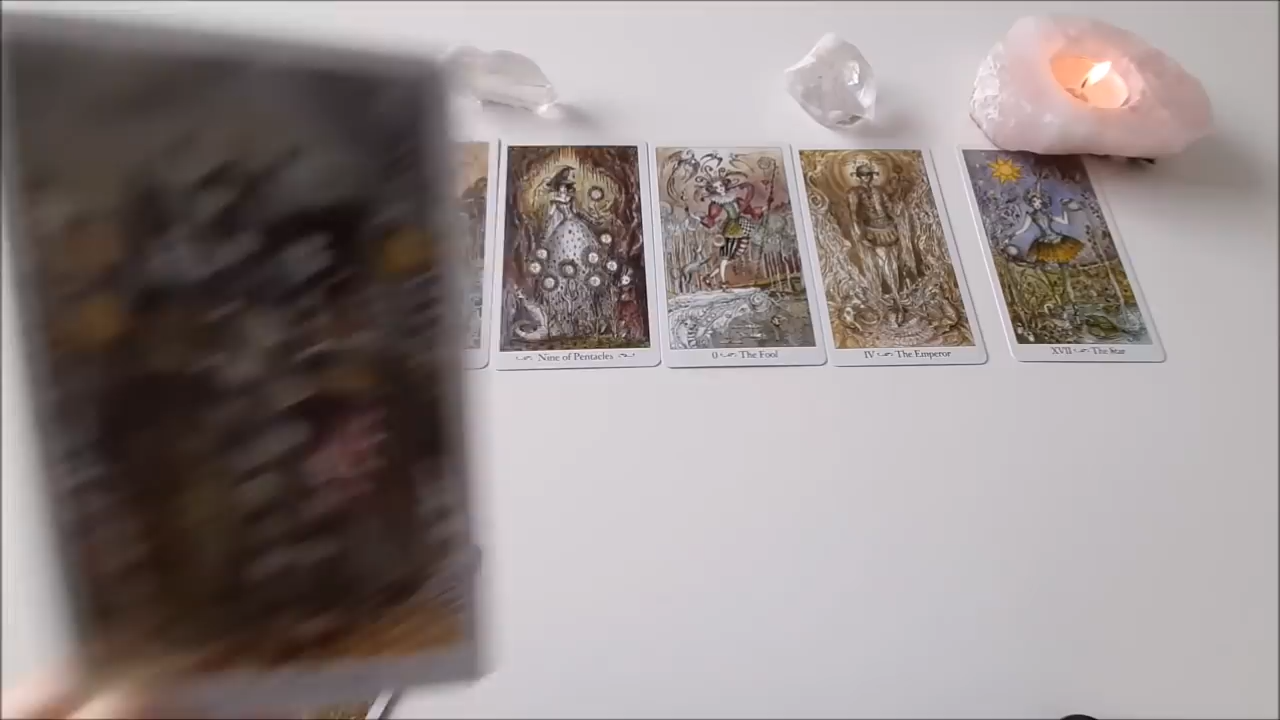 Nine of Pentacles
0 The Fool
IV The Emperor
XVII The Star